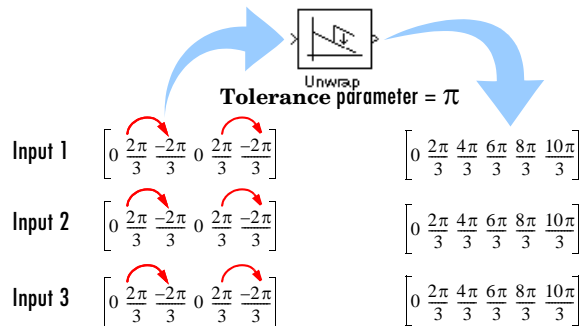 Unwrap
Tolerance parameter = π
Input 1 [0 2π/3 -2π/3 0 2π/3 -2π/3] [0 2π/3 4π/3 6π/3 8π/3 10π/3]
Input 2 [0 2π/3 -2π/3 0 2π/3 -2π/3] [0 2π/3 4π/3 6π/3 8π/3 10π/3]
Input 3 [0 2π/3 -2π/3 0 2π/3 -2π/3] [0 2π/3 4π/3 6π/3 8π/3 10π/3]